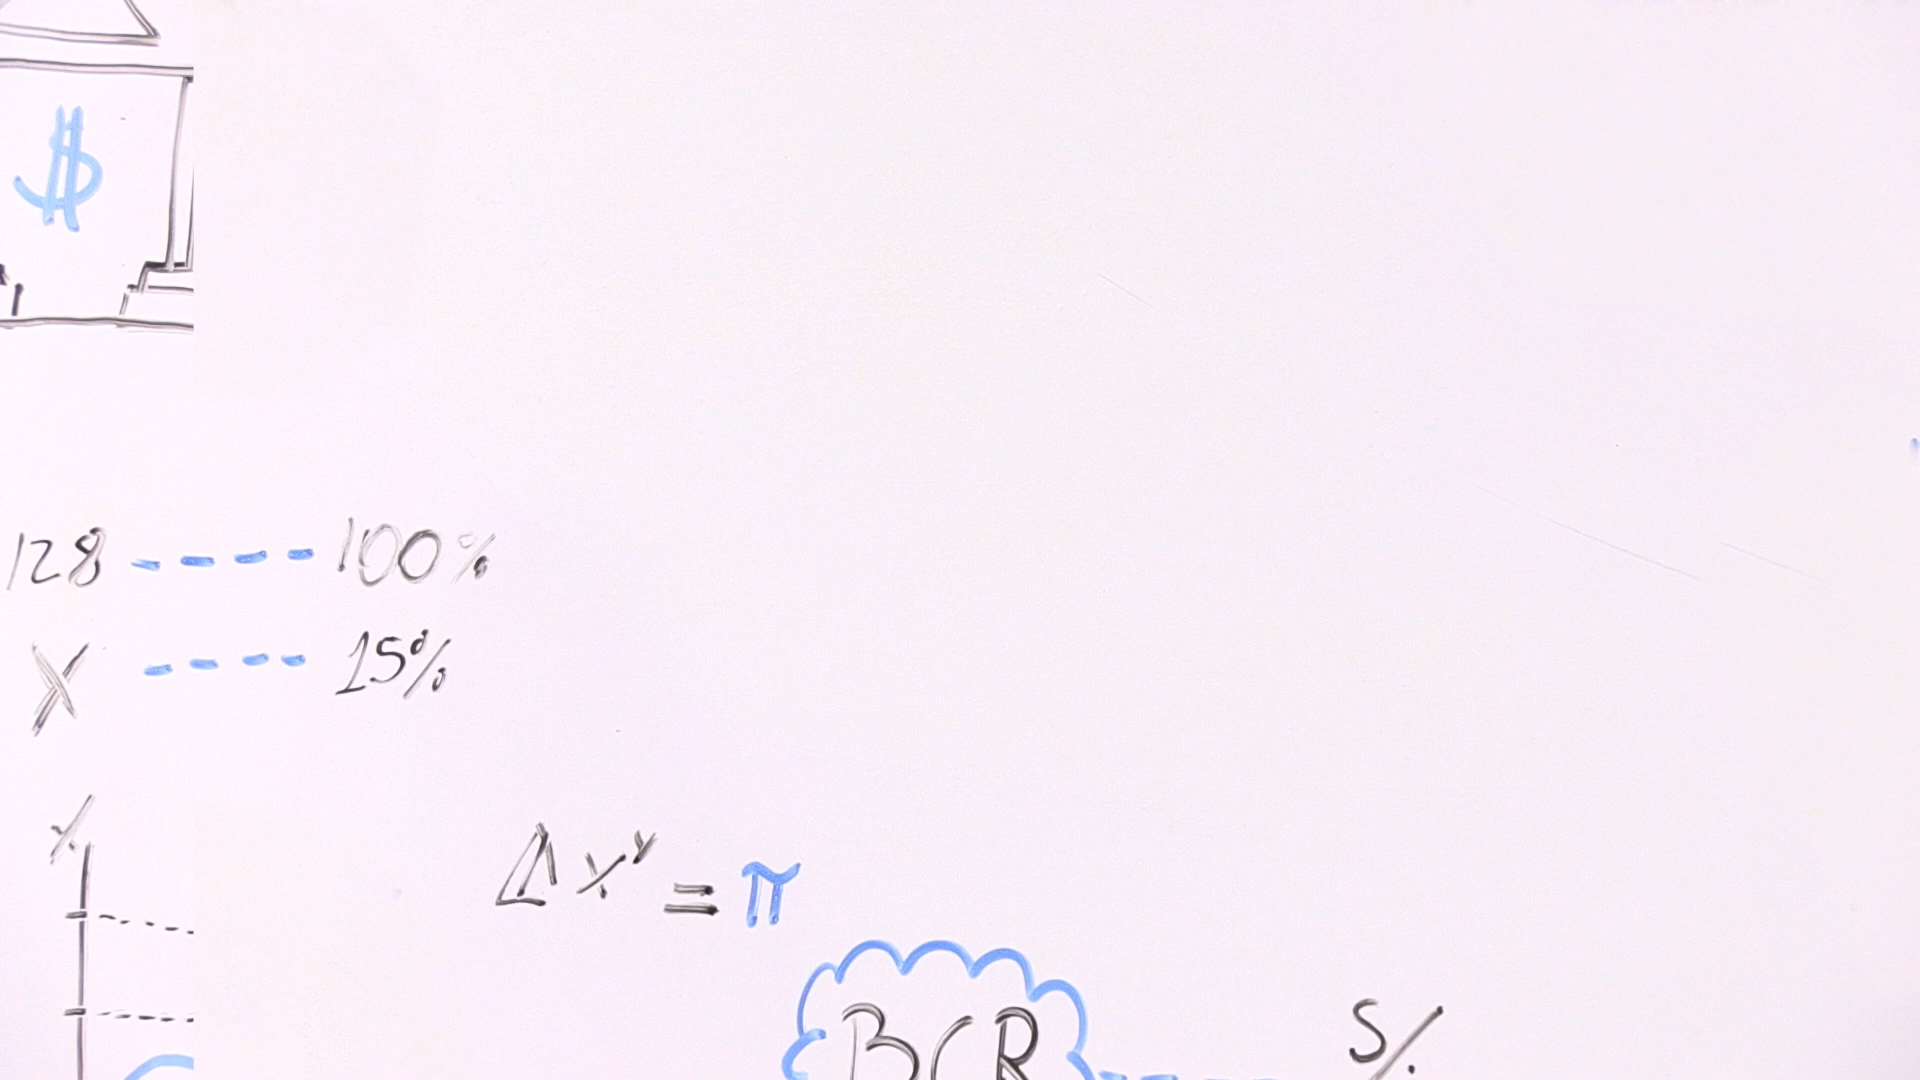 $
128 ---- 100%
X ---- 15%
%
Δx^y = π
BCR
S/.